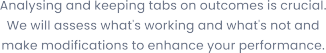 Analysing and keeping tabs on outcomes is crucial.
We will assess what's working and what's not and
make modifications to enhance your performance.